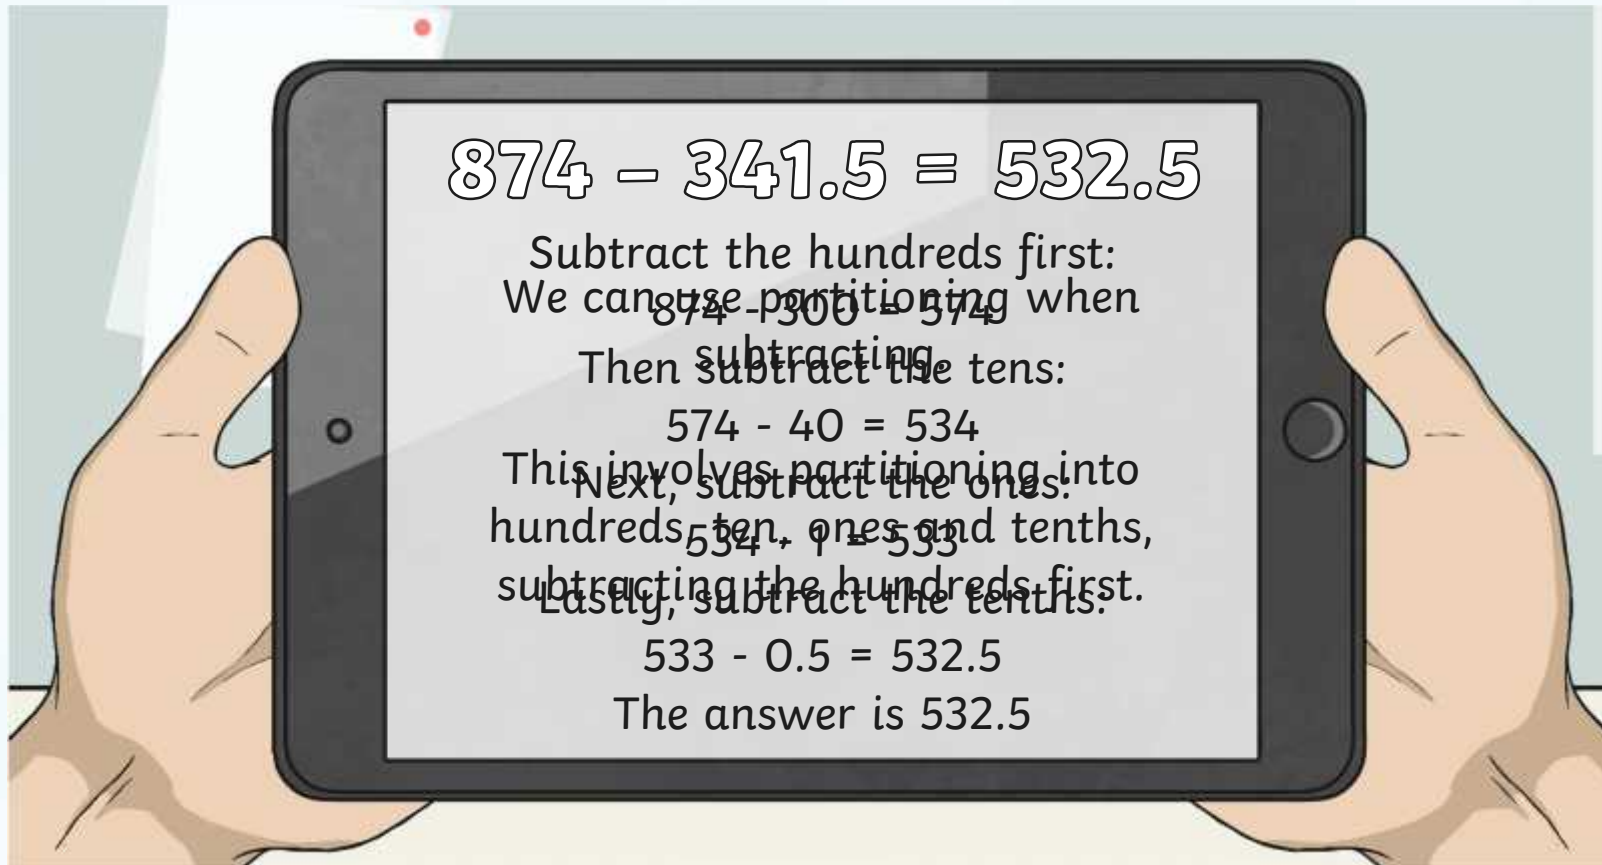 874 – 341.5 = 532.5
Subtract the hundreds first:
We can use partitioning when
874 - 300 = 574
subtracting.
Then subtract the tens:
574 - 40 = 534
This involves partitioning into
Next, subtract the ones:
hundreds, ten, ones and tenths,
534 - 1 = 533
subtracting the hundreds first.
Lastly, subtract the tenths:
533 - 0.5 = 532.5
The answer is 532.5